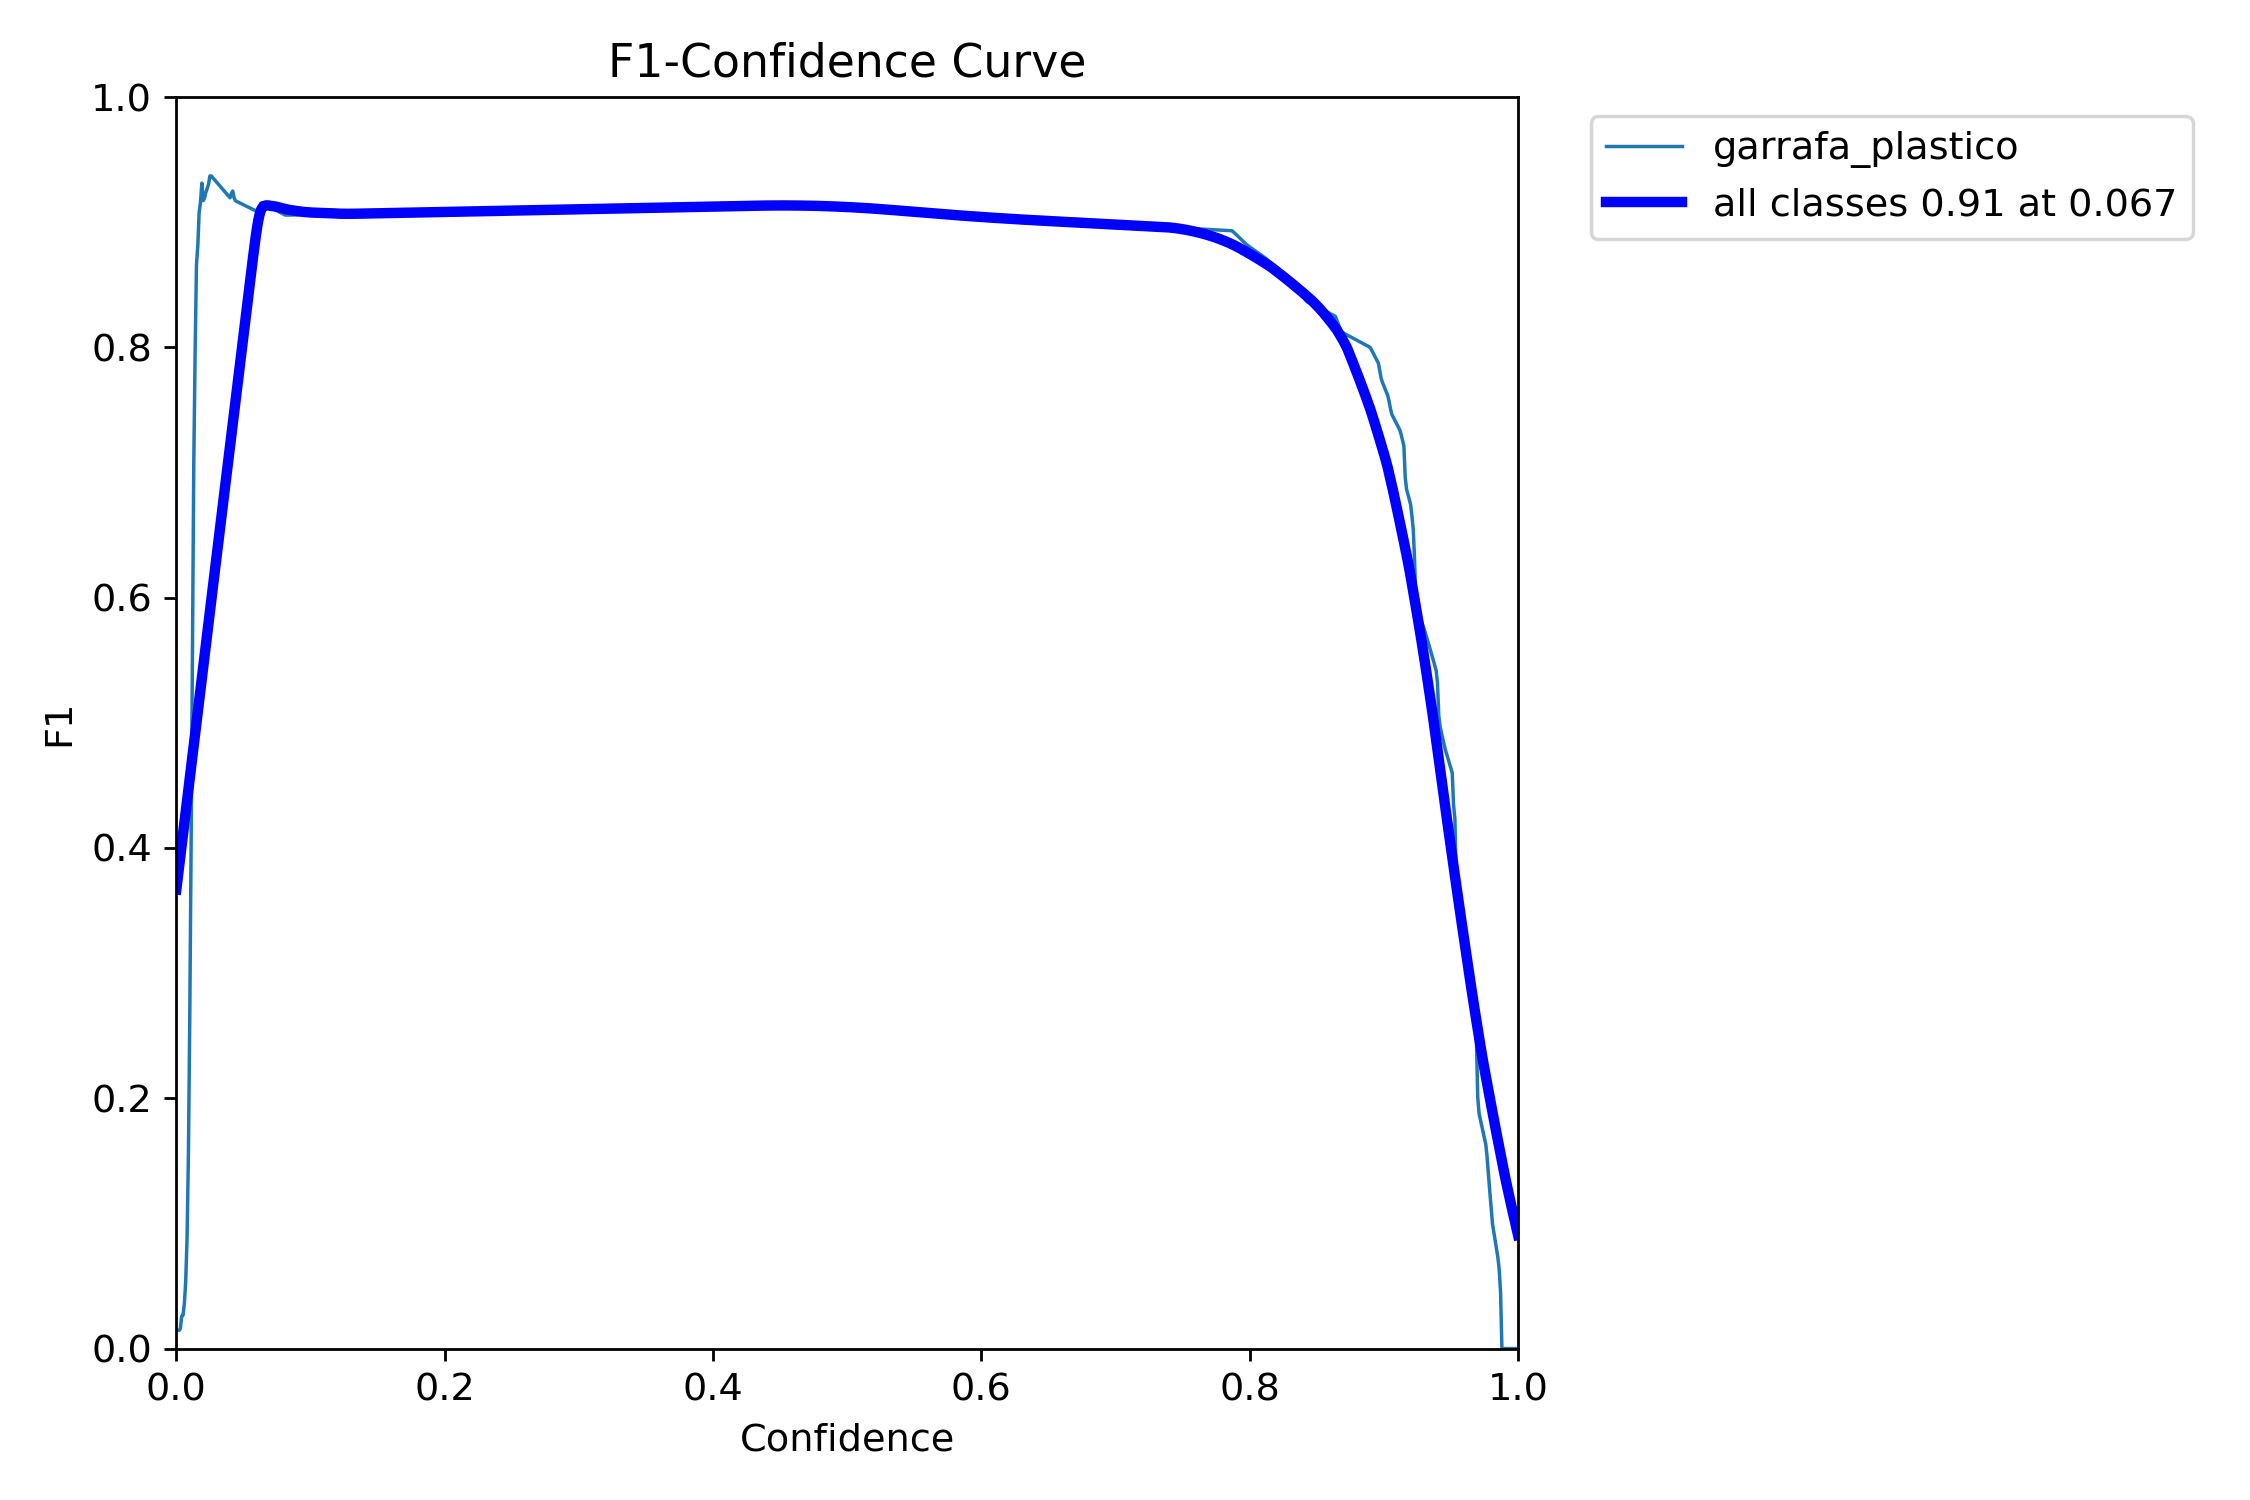 F1-Confidence Curve
1.0
0.8
0.6
0.4
0.2
0.0
F1
0.0 0.2 0.4 0.6 0.8 1.0
Confidence
garrafa_plastico
all classes 0.91 at 0.067